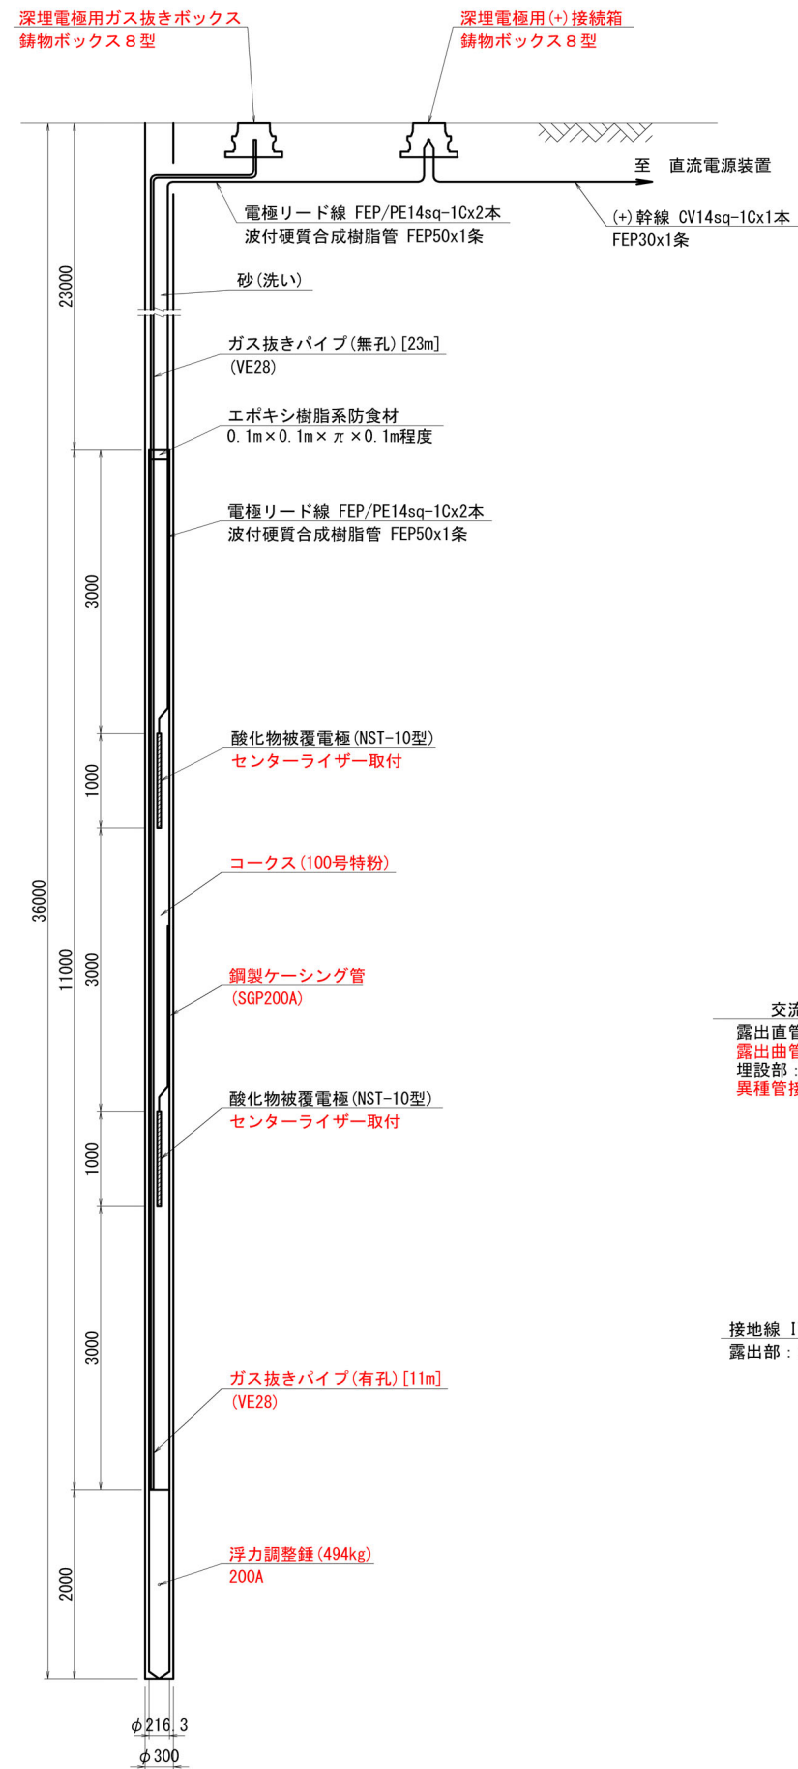 深埋電極用ガス抜きボックス
鋳物ボックス８型
深埋電極用(+)接続箱
鋳物ボックス８型
至　直流電源装置
電極リード線 FEP/PE14sq-1Cx2本
波付硬質合成樹脂管 FEP50x1条
(+)幹線 CV14sq-1Cx1本
FEP30x1条
砂(洗い)
23000
ガス抜きパイプ(無孔)[23m]
(VE28)
エポキシ樹脂系防食材
0.1m×0.1m×π×0.1m程度
電極リード線 FEP/PE14sq-1Cx2本
波付硬質合成樹脂管 FEP50x1条
3000
酸化物被覆電極(NST-10型)
センターライザー取付
1000
コークス(100号特粉)
36000
11000
3000
鋼製ケーシング管
(SGP200A)
交流
露出直管
露出曲管
埋設部：
異種管接
酸化物被覆電極(NST-10型)
センターライザー取付
1000
接地線 I
露出部：
3000
ガス抜きパイプ(有孔)[11m]
(VE28)
浮力調整錘(494kg)
200A
2000
φ216.3
φ300